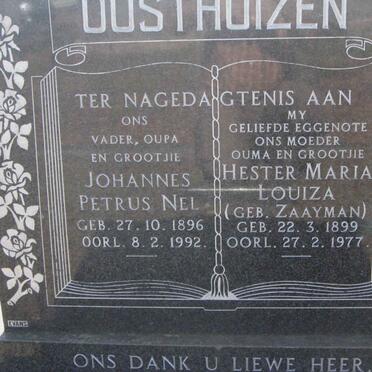 OOSTHUIZEN
TER NAGEDAGTENIS AAN
ONS
VADER, OUPA
EN GROOTJIE
JOHANNES
PETRUS NEL
GEB. 27. 10. 1896
OORL. 8. 2. 1992.
MY
GELIEFDE EGGENOTE
ONS MOEDER
OUMA EN GROOTJIE
HESTER MARIA
LOUIZA
(GEB. ZAAYMAN)
GEB. 22. 3. 1899
OORL. 27. 2. 1977.
EVANS
ONS DANK U LIEWE HEER